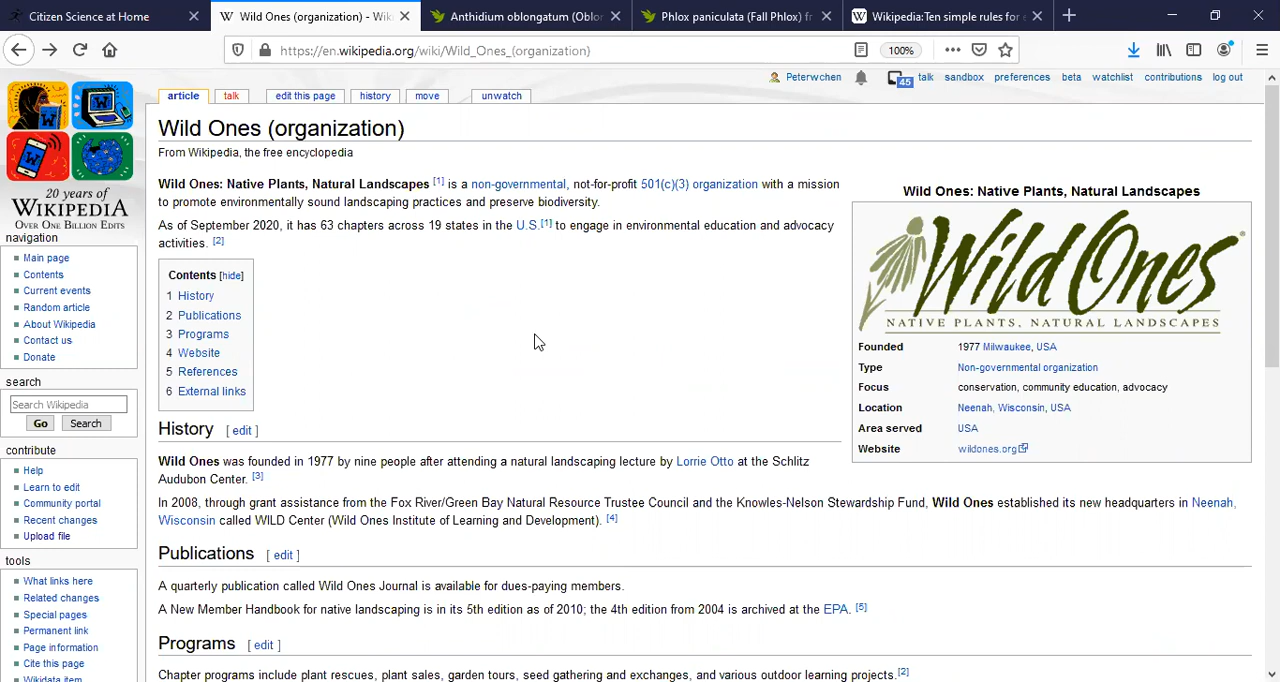 Citizen Science at Home
Wild Ones (organization) - Wiki
Anthidium oblongatum (Oblon
Phlox paniculata (Fall Phlox) fr
Wikipedia:Ten simple rules for e
https://en.wikipedia.org/wiki/Wild_Ones_(organization)
100%
Peterwchen 45 talk sandbox preferences beta watchlist contributions log out
article talk edit this page history move unwatch
20 years of
WIKIPEDIA
OVER ONE BILLION EDITS
navigation
Main page
Contents
Current events
Random article
About Wikipedia
Contact us
Donate
search
Search Wikipedia
Go Search
contribute
Help
Learn to edit
Community portal
Recent changes
Upload file
tools
What links here
Related changes
Special pages
Permanent link
Page information
Cite this page
Wikidata item
Wild Ones (organization)
From Wikipedia, the free encyclopedia
Wild Ones: Native Plants, Natural Landscapes [1] is a non-governmental, not-for-profit 501(c)(3) organization with a mission
to promote environmentally sound landscaping practices and preserve biodiversity.
As of September 2020, it has 63 chapters across 19 states in the U.S.[1] to engage in environmental education and advocacy
activities. [2]
Contents [hide]
1 History
2 Publications
3 Programs
4 Website
5 References
6 External links
Wild Ones: Native Plants, Natural Landscapes
Wild Ones
NATIVE PLANTS, NATURAL LANDSCAPES
Founded 1977 Milwaukee, USA
Type Non-governmental organization
Focus conservation, community education, advocacy
Location Neenah, Wisconsin, USA
Area served USA
Website wildones.org
History [ edit ]
Wild Ones was founded in 1977 by nine people after attending a natural landscaping lecture by Lorrie Otto at the Schlitz
Audubon Center. [3]
In 2008, through grant assistance from the Fox River/Green Bay Natural Resource Trustee Council and the Knowles-Nelson Stewardship Fund, Wild Ones established its new headquarters in Neenah,
Wisconsin called WILD Center (Wild Ones Institute of Learning and Development). [4]
Publications [ edit ]
A quarterly publication called Wild Ones Journal is available for dues-paying members.
A New Member Handbook for native landscaping is in its 5th edition as of 2010; the 4th edition from 2004 is archived at the EPA. [5]
Programs [ edit ]
Chapter programs include plant rescues, plant sales, garden tours, seed gathering and exchanges, and various outdoor learning projects.[2]